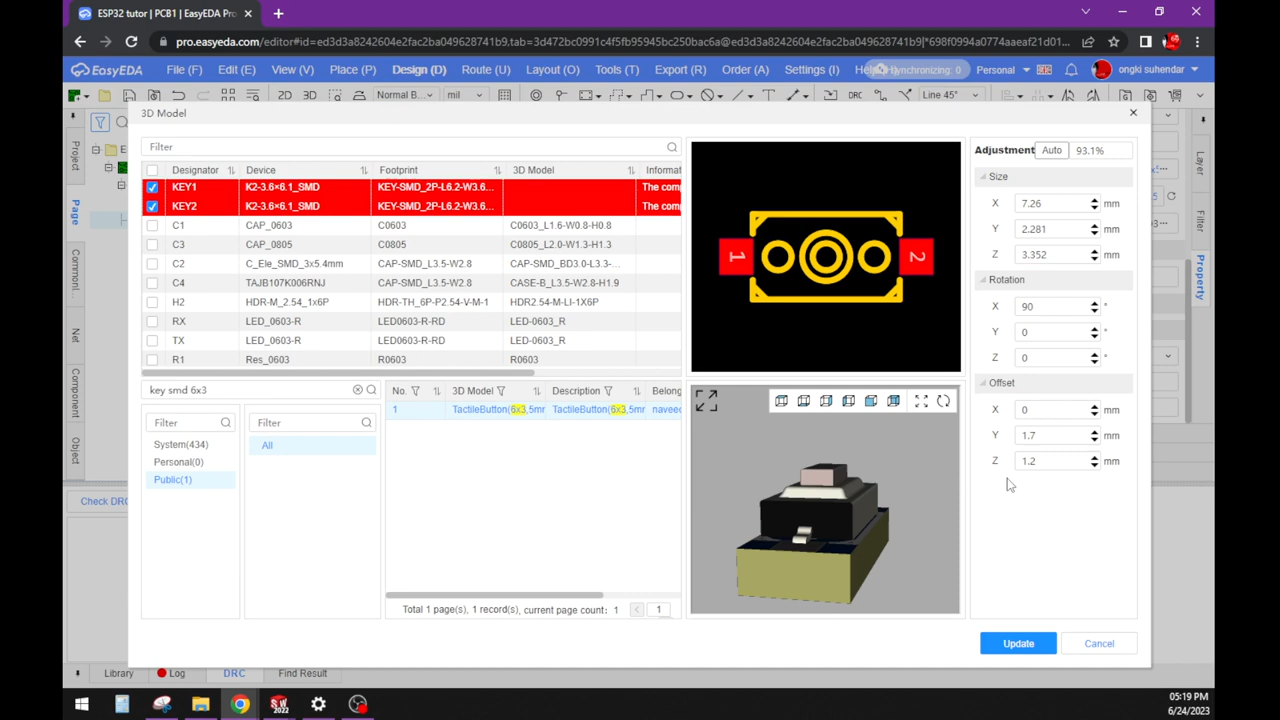 ESP32 tutor | PCB1 | EasyEDA Pro
pro.easyeda.com/editor#id=ed3d3a8242604e2fac2ba049628741b9,tab=3d472bc0991c4f5fb95945bc250bac6a@ed3d3a8242604e2fac2ba049628741b9|*698f0994a0774aaeaf21d01...
EasyEDA File (F) Edit (E) View (V) Place (P) Design (D) Route (U) Layout (O) Tools (T) Export (R) Order (A) Settings (I) Synchronizing: 0 Personal ongki suhendar
2D 3D Normal B... mil DRC Line 45°
3D Model
Project
Page
Net
Component
Object
Filter
Designator Device Footprint 3D Model Informat
KEY1 K2-3.6×6.1_SMD KEY-SMD_2P-L6.2-W3.6... The comp
KEY2 K2-3.6×6.1_SMD KEY-SMD_2P-L6.2-W3.6... The comp
C1 CAP_0603 C0603 C0603_L1.6-W0.8-H0.8
C3 CAP_0805 C0805 C0805_L2.0-W1.3-H1.3
C2 C_Ele_SMD_3x5.4mm CAP-SMD_L3.5-W2.8 CAP-SMD_BD3.0-L3.3-...
C4 TAJB107K006RNJ CAP-SMD_L3.5-W2.8 CASE-B_L3.5-W2.8-H1.9
H2 HDR-M_2.54_1x6P HDR-TH_6P-P2.54-V-M-1 HDR2.54-M-LI-1X6P
RX LED_0603-R LED0603-R-RD LED-0603_R
TX LED_0603-R LED0603-R-RD LED-0603_R
R1 Res_0603 R0603 R0603
key smd 6x3
Filter
System(434)
Personal(0)
Public(1)
Filter
All
No. 3D Model Description Belong
1 TactileButton(6x3,5mr TactileButton(6x3,5mr naveed
Total 1 page(s), 1 record(s), current page count: 1 1
1 2
Adjustment Auto 93.1%
Size
X 7.26 mm
Y 2.281 mm
Z 3.352 mm
Rotation
X 90 °
Y 0 °
Z 0 °
Offset
X 0 mm
Y 1.7 mm
Z 1.2 mm
Update Cancel
Layer
Filter
Property
Check DRC
Library Log DRC Find Result
05:19 PM
6/24/2023